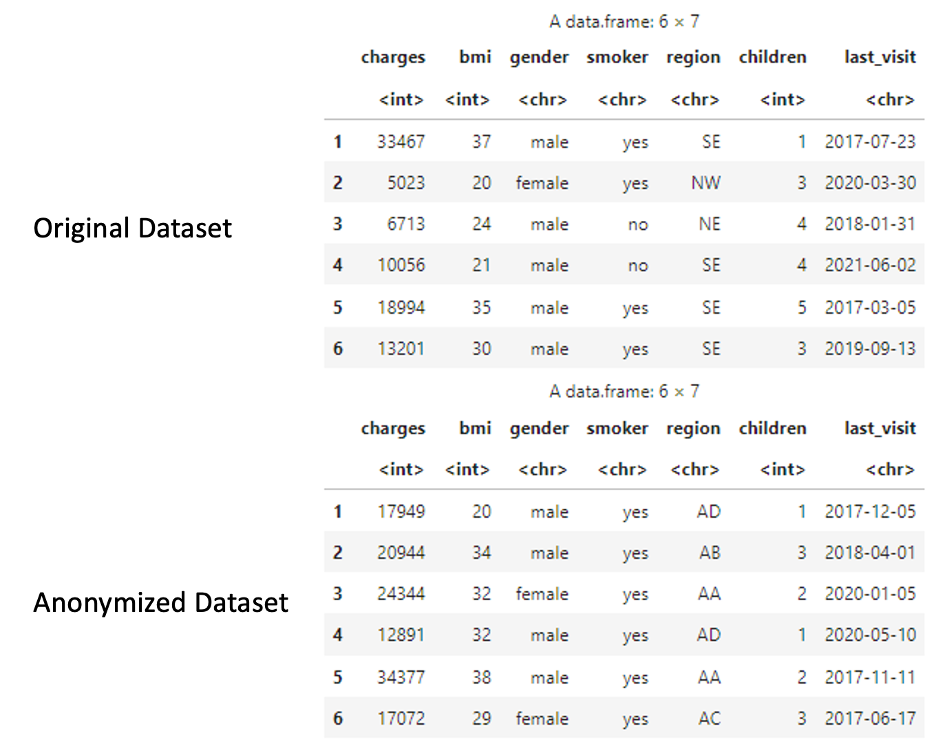 A data.frame: 6 × 7
charges bmi gender smoker region children last_visit
<int> <int> <chr> <chr> <chr> <int> <chr>
1 33467 37 male yes SE 1 2017-07-23
2 5023 20 female yes NW 3 2020-03-30
Original Dataset
3 6713 24 male no NE 4 2018-01-31
4 10056 21 male no SE 4 2021-06-02
5 18994 35 male yes SE 5 2017-03-05
6 13201 30 male yes SE 3 2019-09-13
A data.frame: 6 × 7
charges bmi gender smoker region children last_visit
<int> <int> <chr> <chr> <chr> <int> <chr>
1 17949 20 male yes AD 1 2017-12-05
2 20944 34 male yes AB 3 2018-04-01
Anonymized Dataset
3 24344 32 female yes AA 2 2020-01-05
4 12891 32 male yes AD 1 2020-05-10
5 34377 38 male yes AA 2 2017-11-11
6 17072 29 female yes AC 3 2017-06-17